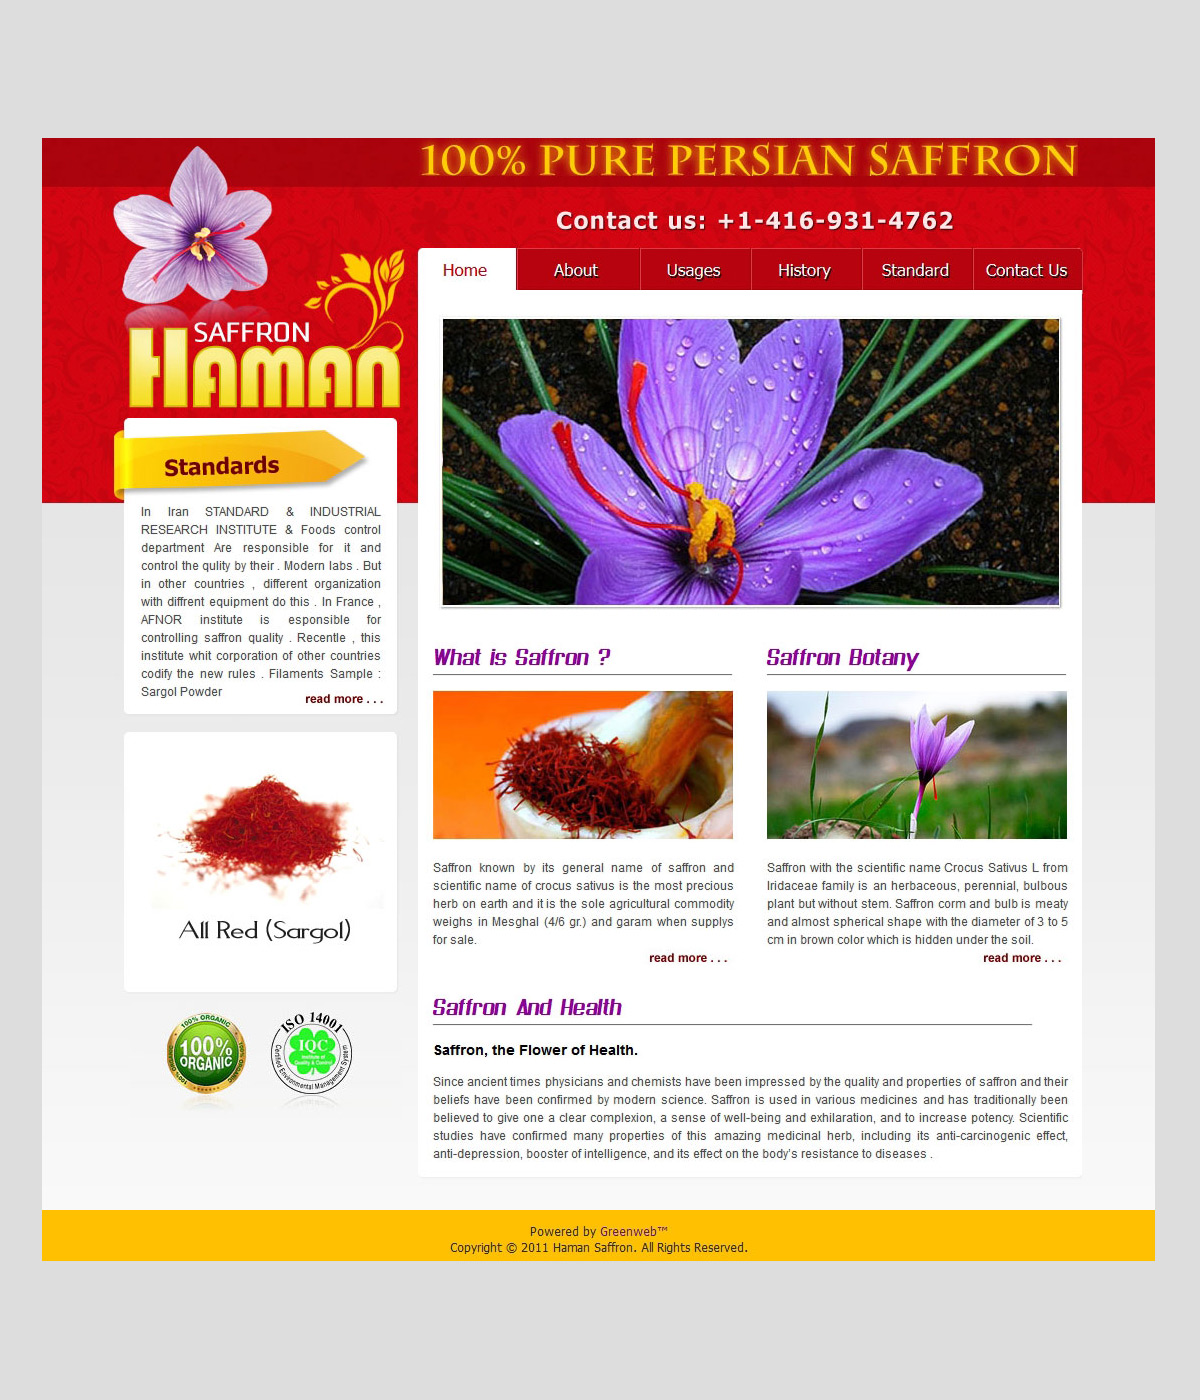 100% PURE PERSIAN SAFFRON
Contact us: +1-416-931-4762
Home
About
Usages
History
Standard
Contact Us
SAFFRON
HAMAN
Standards
In Iran STANDARD & INDUSTRIAL
RESEARCH INSTITUTE & Foods control
department Are responsible for it and
control the qulity by their . Modern labs . But
in other countries , different organization
with diffrent equipment do this . In France ,
AFNOR institute is esponsible for
controlling saffron quality . Recentle , this
institute whit corporation of other countries
codify the new rules . Filaments Sample :
Sargol Powder
read more . . .
All Red (Sargol)
100% ORGANIC
100%
ORGANIC
ISO 14001
IQC
Institute of
Quality & Control
Certified Environmental Management System
What is Saffron ?
Saffron known by its general name of saffron and
scientific name of crocus sativus is the most precious
herb on earth and it is the sole agricultural commodity
weighs in Mesghal (4/6 gr.) and garam when supplys
for sale.
read more . . .
Saffron Botany
Saffron with the scientific name Crocus Sativus L from
Iridaceae family is an herbaceous, perennial, bulbous
plant but without stem. Saffron corm and bulb is meaty
and almost spherical shape with the diameter of 3 to 5
cm in brown color which is hidden under the soil.
read more . . .
Saffron And Health
Saffron, the Flower of Health.
Since ancient times physicians and chemists have been impressed by the quality and properties of saffron and their
beliefs have been confirmed by modern science. Saffron is used in various medicines and has traditionally been
believed to give one a clear complexion, a sense of well-being and exhilaration, and to increase potency. Scientific
studies have confirmed many properties of this amazing medicinal herb, including its anti-carcinogenic effect,
anti-depression, booster of intelligence, and its effect on the body's resistance to diseases .
Powered by Greenweb™
Copyright © 2011 Haman Saffron. All Rights Reserved.